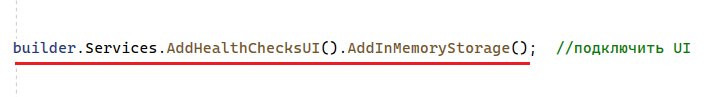 builder.Services.AddHealthChecksUI().AddInMemoryStorage();  //подключить UI